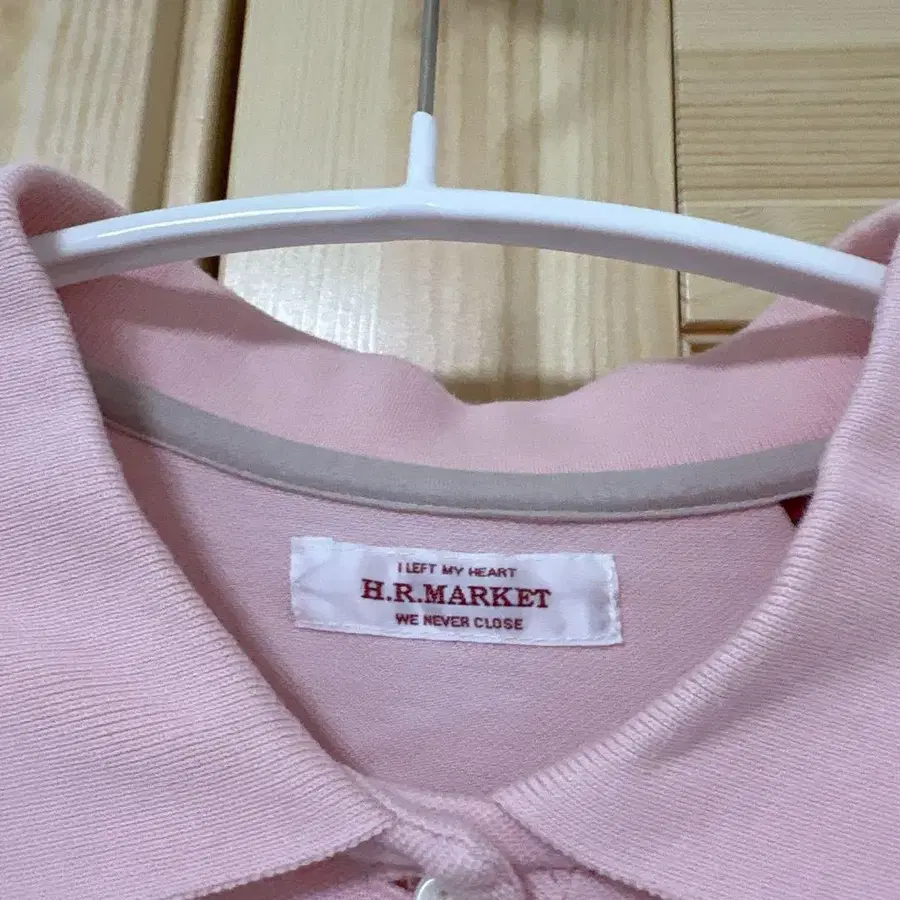 I LEFT MY HEART
H.R.MARKET
WE NEVER CLOSE